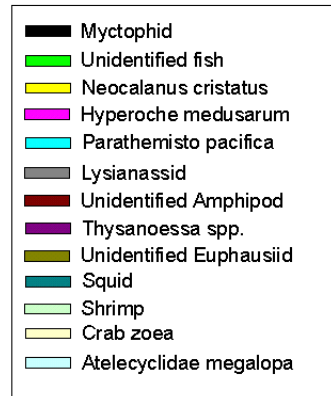 Myctophid
Unidentified fish
Neocalanus cristatus
Hyperoche medusarum
Parathemisto pacifica
Lysianassid
Unidentified Amphipod
Thysanoessa spp.
Unidentified Euphausiid
Squid
Shrimp
Crab zoea
Atelecyclidae megalopa